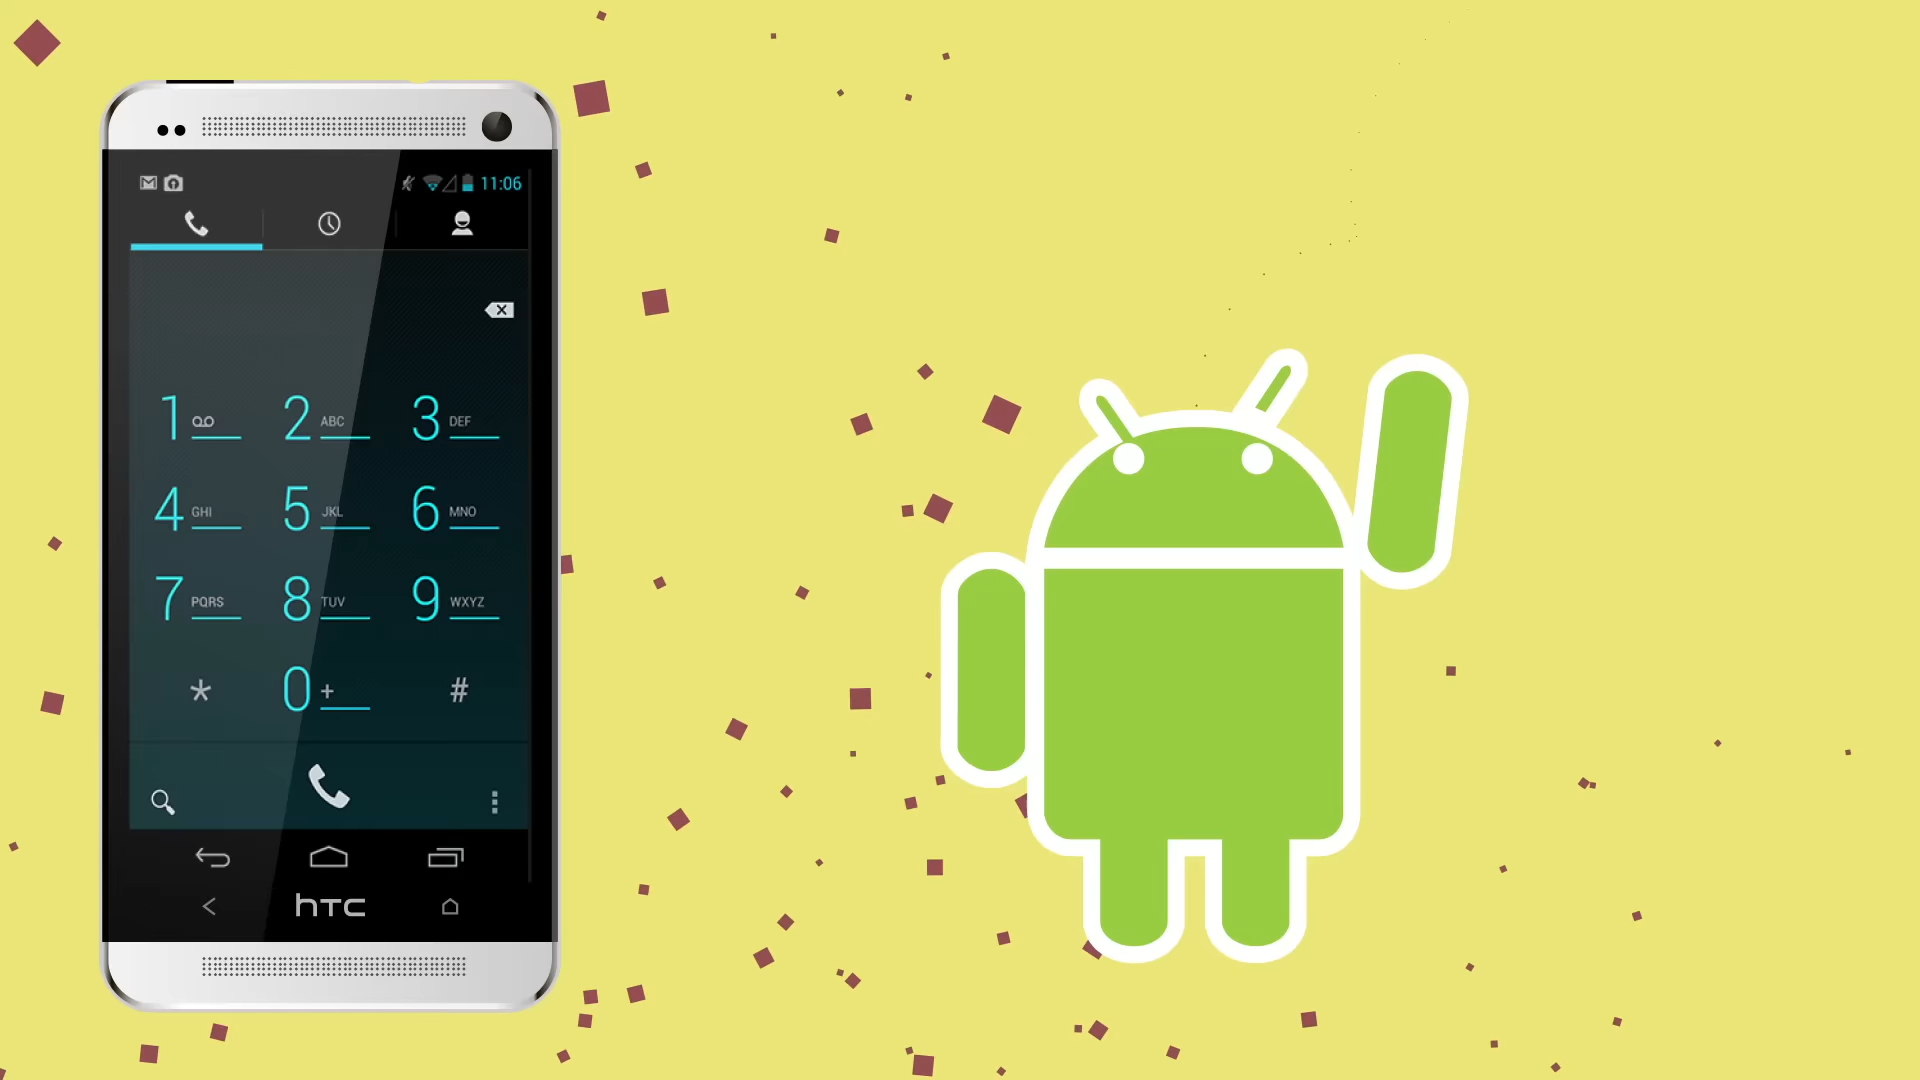 11:06
1
2 ABC
3 DEF
4 GHI
5 JKL
6 MNO
7 PQRS
8 TUV
9 WXYZ
*
0 +
#
hTC